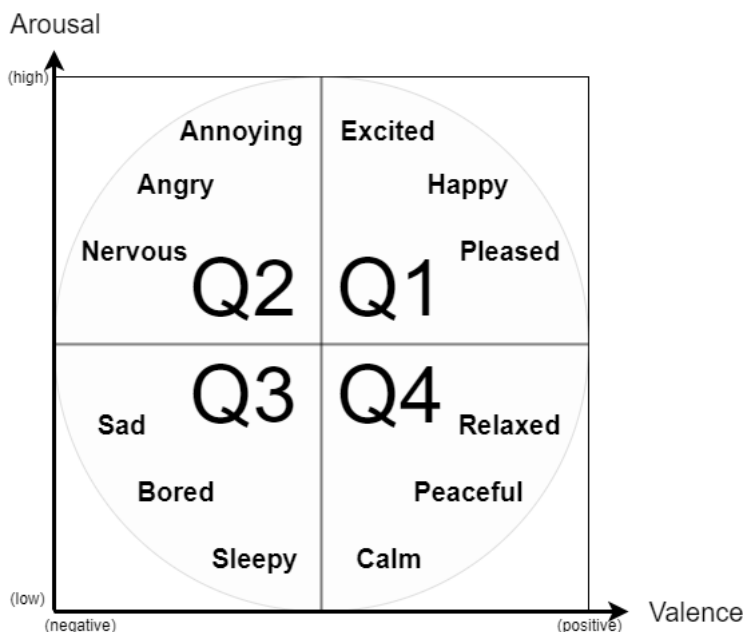 Arousal
(high)
Annoying Excited
Angry Happy
Nervous Pleased
Q2 Q1
Q3 Q4
Sad Relaxed
Bored Peaceful
Sleepy Calm
(low)
Valence
(negative) (positive)